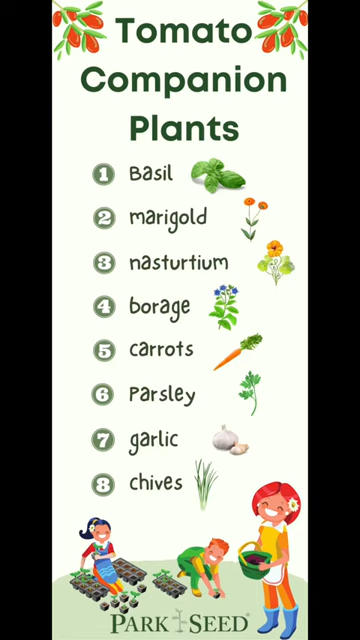 Tomato
Companion
Plants
1 Basil
2 marigold
3 nasturtium
4 borage
5 carrots
6 Parsley
7 garlic
8 chives
PARK SEED®